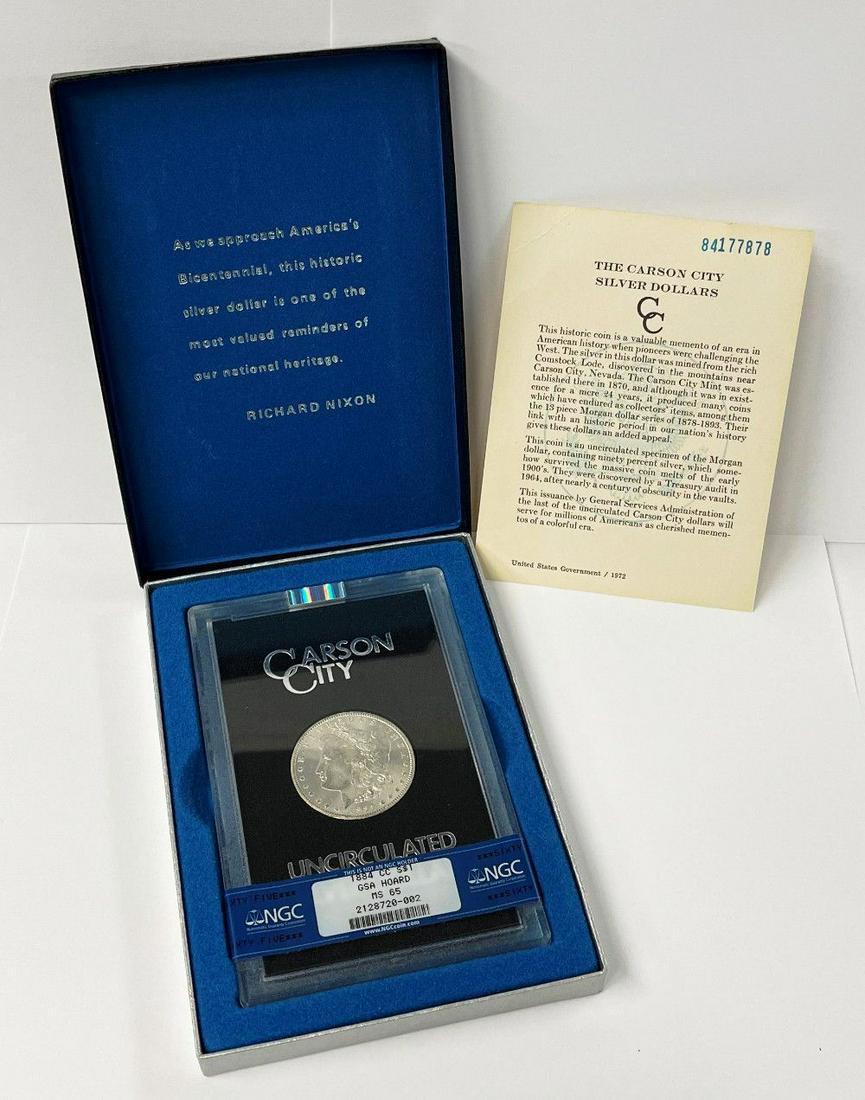 As we approach America's
Bicentennial, this historic
silver dollar is one of the
most valued reminders of
our national heritage.
RICHARD NIXON
84177878
THE CARSON CITY
SILVER DOLLARS
CC
This historic coin is a valuable memento of an era in
American history when pioneers were challenging the
West. The silver in this dollar was mined from the rich
Comstock Lode, discovered in the mountains near
Carson City, Nevada. The Carson City Mint was es-
tablished there in 1870, and although it was in exist-
ence for a mere 24 years, it produced many coins
which have endured as collectors' items, among them
the 13 piece Morgan dollar series of 1878-1893. Their
link with an historic period in our nation's history
gives these dollars an added appeal.
This coin is an uncirculated specimen of the Morgan
dollar, containing ninety percent silver, which some-
how survived the massive coin melts of the early
1900's. They were discovered by a Treasury audit in
1964, after nearly a century of obscurity in the vaults.
This issuance by General Services Administration of
the last of the uncirculated Carson City dollars will
serve for millions of Americans as cherished memen-
tos of a colorful era.
United States Government / 1972
CARSON
CITY
UNCIRCULATED
THIS IS NOT AN NGC HOLDER
1884 CC S$1
GSA HOARD
MS 65
2128720-002
www.NGCcoin.com
XTY FIVE***
NGC
Numismatic Guaranty Corporation
XTY FIVE***
***SIXTY
NGC
***SIXTY